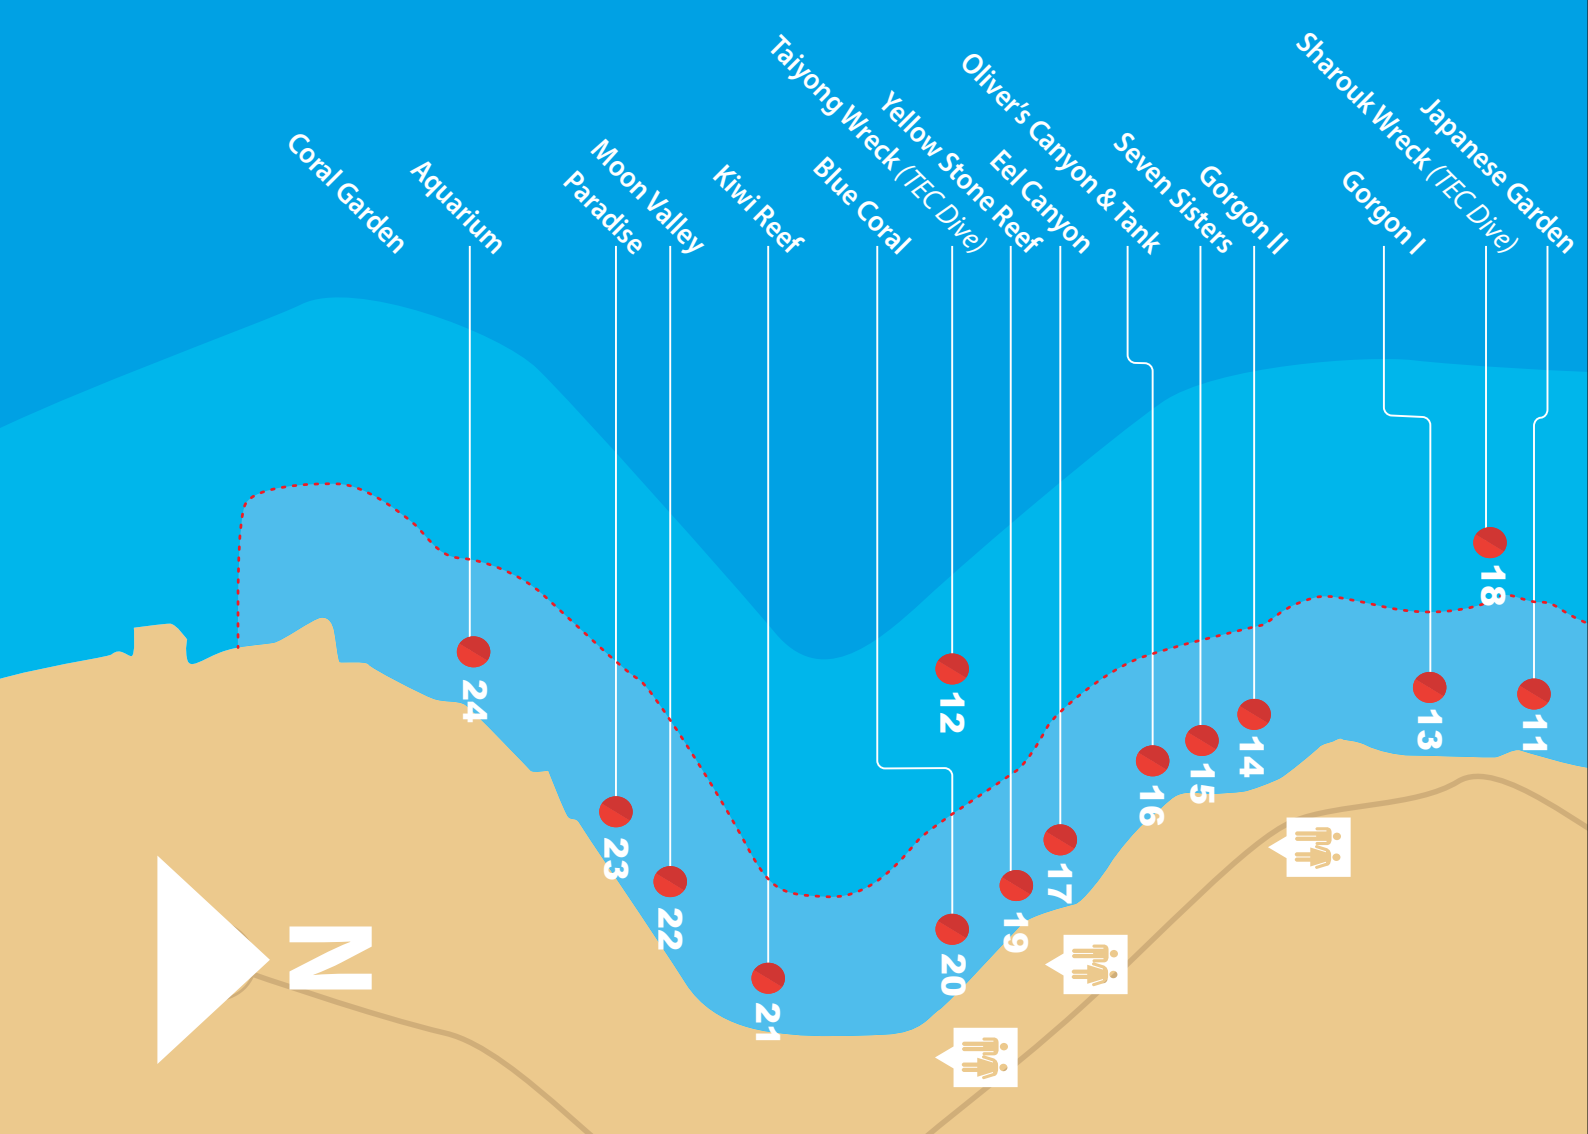 Coral Garden
Aquarium
Paradise
Moon Valley
Kiwi Reef
Blue Coral
Taiyong Wreck (TEC Dive)
Yellow Stone Reef
Eel Canyon
Oliver's Canyon & Tank
Seven Sisters
Gorgon II
Gorgon I
Sharouk Wreck (TEC Dive)
Japanese Garden
24
23
22
21
20
12
19
17
16
15
14
13
18
11
N